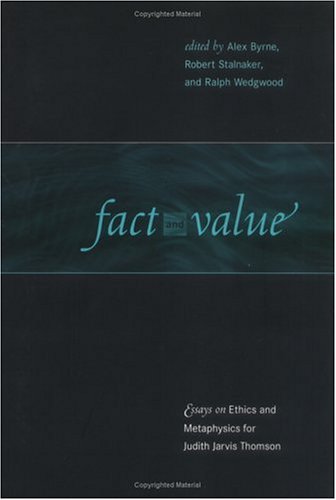 Copyrighted Material
edited by Alex Byrne,
Robert Stalnaker,
and Ralph Wedgwood
fact and value
Essays on Ethics and
Metaphysics for
Judith Jarvis Thomson
Copyrighted Material